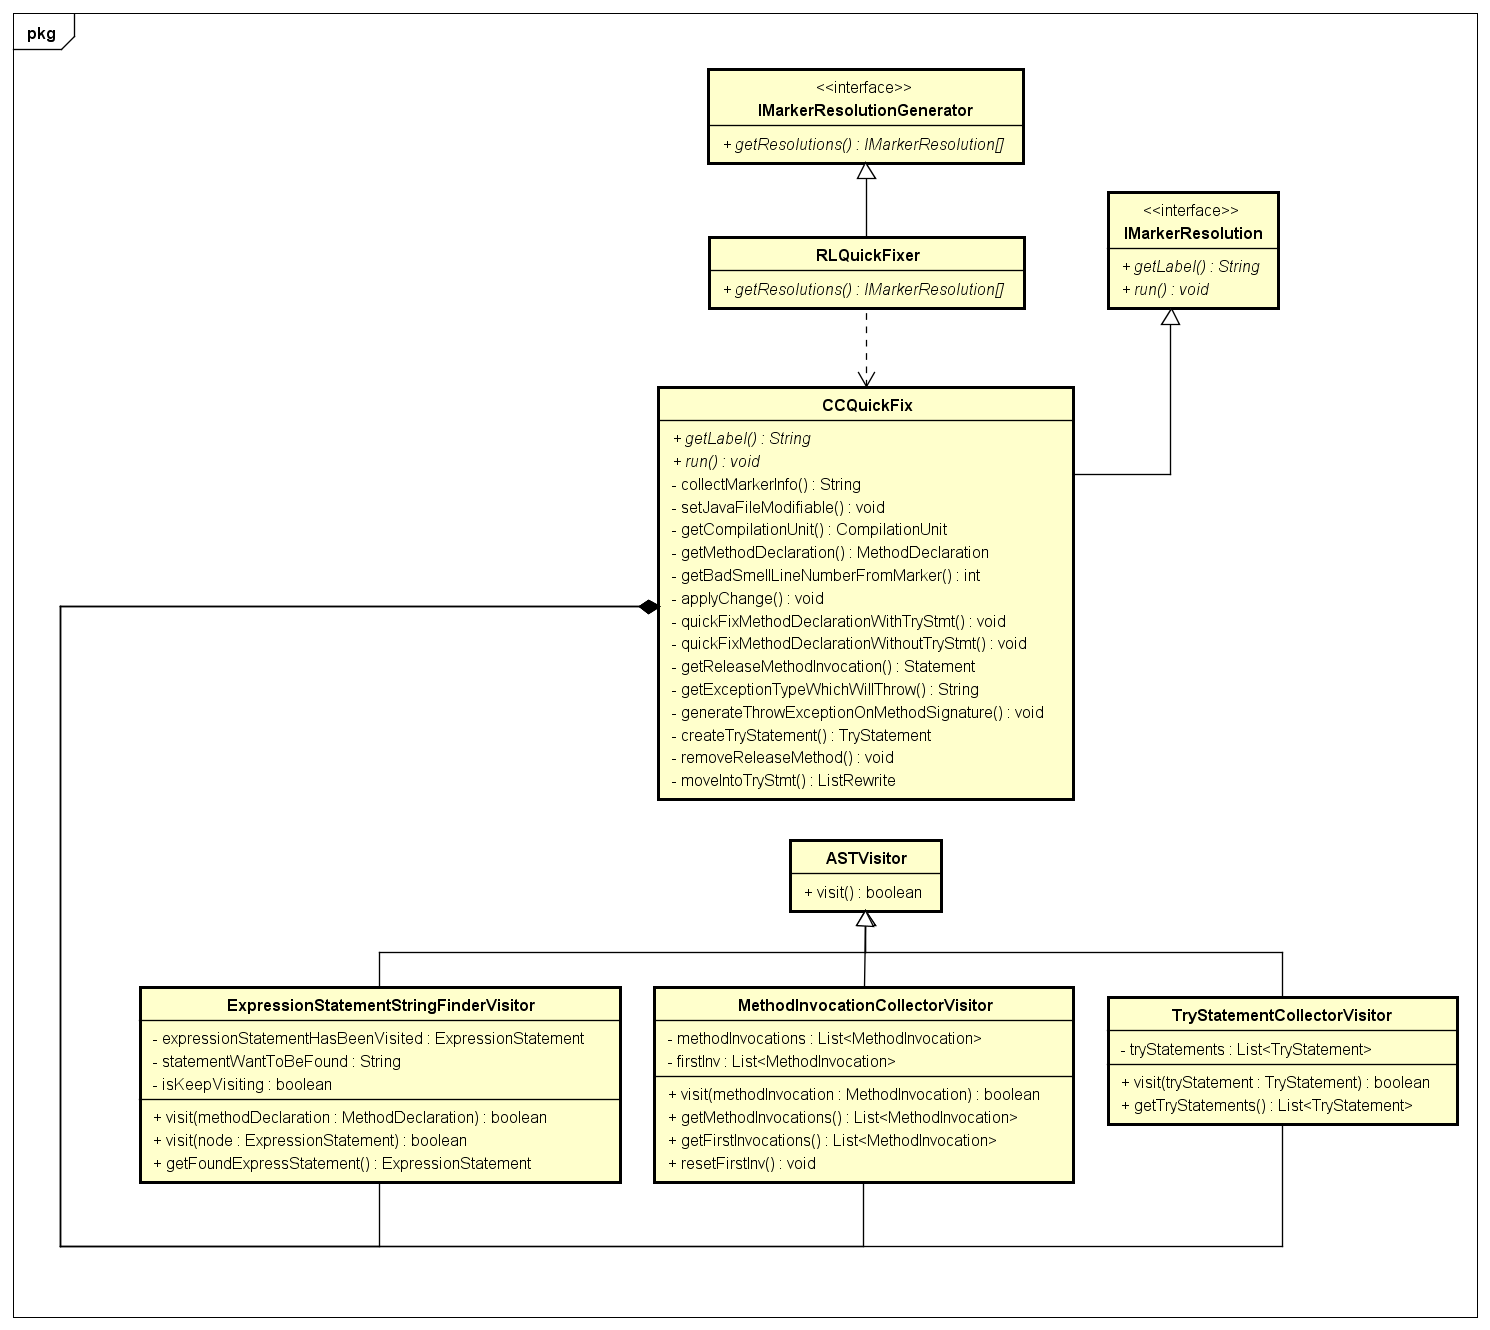 pkg
<<interface>>
IMarkerResolutionGenerator
+ getResolutions() : IMarkerResolution[]
<<interface>>
IMarkerResolution
+ getLabel() : String
+ run() : void
RLQuickFixer
+ getResolutions() : IMarkerResolution[]
CCQuickFix
+ getLabel() : String
+ run() : void
- collectMarkerInfo() : String
- setJavaFileModifiable() : void
- getCompilationUnit() : CompilationUnit
- getMethodDeclaration() : MethodDeclaration
- getBadSmellLineNumberFromMarker() : int
- applyChange() : void
- quickFixMethodDeclarationWithTryStmt() : void
- quickFixMethodDeclarationWithoutTryStmt() : void
- getReleaseMethodInvocation() : Statement
- getExceptionTypeWhichWillThrow() : String
- generateThrowExceptionOnMethodSignature() : void
- createTryStatement() : TryStatement
- removeReleaseMethod() : void
- moveIntoTryStmt() : ListRewrite
ASTVisitor
+ visit() : boolean
ExpressionStatementStringFinderVisitor
- expressionStatementHasBeenVisited : ExpressionStatement
- statementWantToBeFound : String
- isKeepVisiting : boolean
+ visit(methodDeclaration : MethodDeclaration) : boolean
+ visit(node : ExpressionStatement) : boolean
+ getFoundExpressStatement() : ExpressionStatement
MethodInvocationCollectorVisitor
- methodInvocations : List<MethodInvocation>
- firstInv : List<MethodInvocation>
+ visit(methodInvocation : MethodInvocation) : boolean
+ getMethodInvocations() : List<MethodInvocation>
+ getFirstInvocations() : List<MethodInvocation>
+ resetFirstInv() : void
TryStatementCollectorVisitor
- tryStatements : List<TryStatement>
+ visit(tryStatement : TryStatement) : boolean
+ getTryStatements() : List<TryStatement>